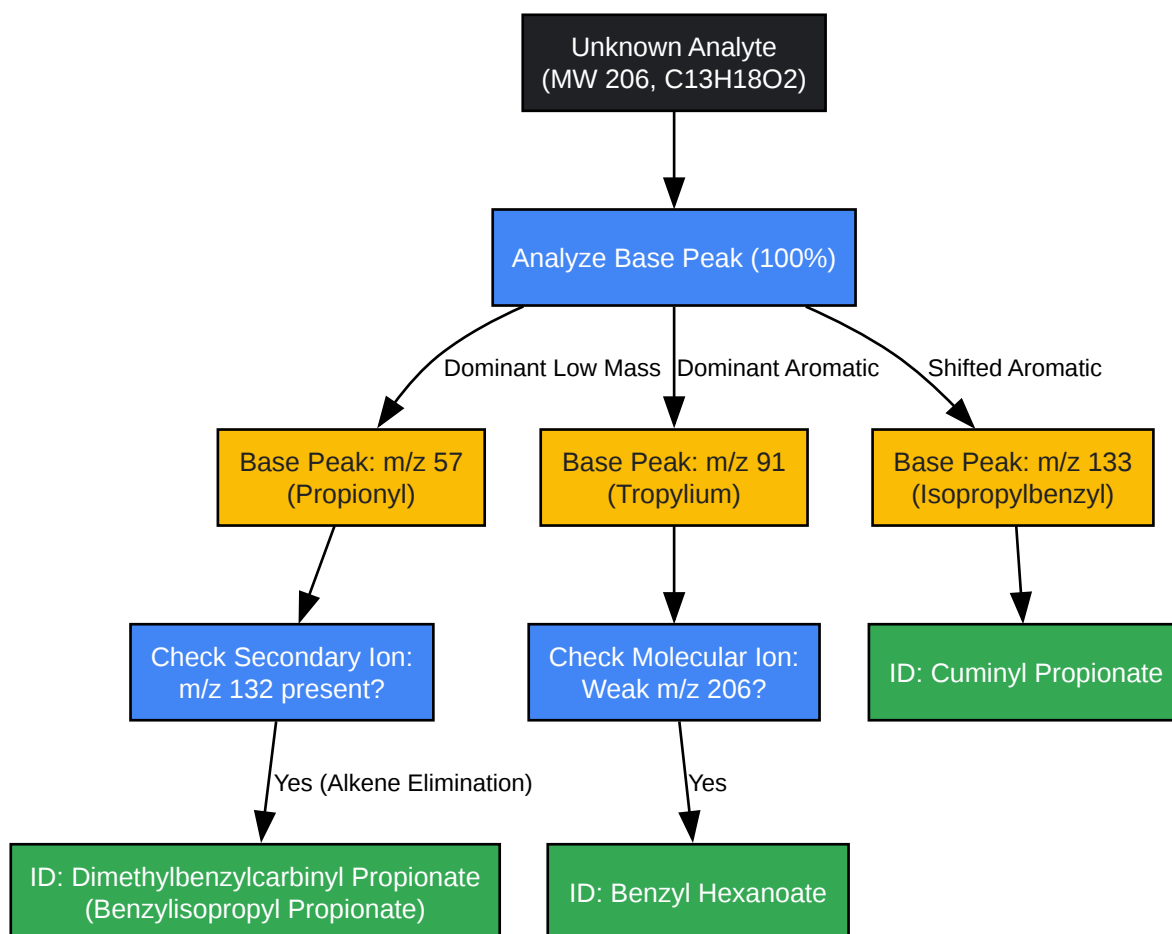 Unknown Analyte
(MW 206, C13H18O2)
Analyze Base Peak (100%)
Dominant Low Mass
Dominant Aromatic
Shifted Aromatic
Base Peak: m/z 57
(Propionyl)
Base Peak: m/z 91
(Tropylium)
Base Peak: m/z 133
(Isopropylbenzyl)
Check Secondary Ion:
m/z 132 present?
Check Molecular Ion:
Weak m/z 206?
ID: Cuminyl Propionate
Yes (Alkene Elimination)
Yes
ID: Dimethylbenzylcarbinyl Propionate
(Benzylisopropyl Propionate)
ID: Benzyl Hexanoate